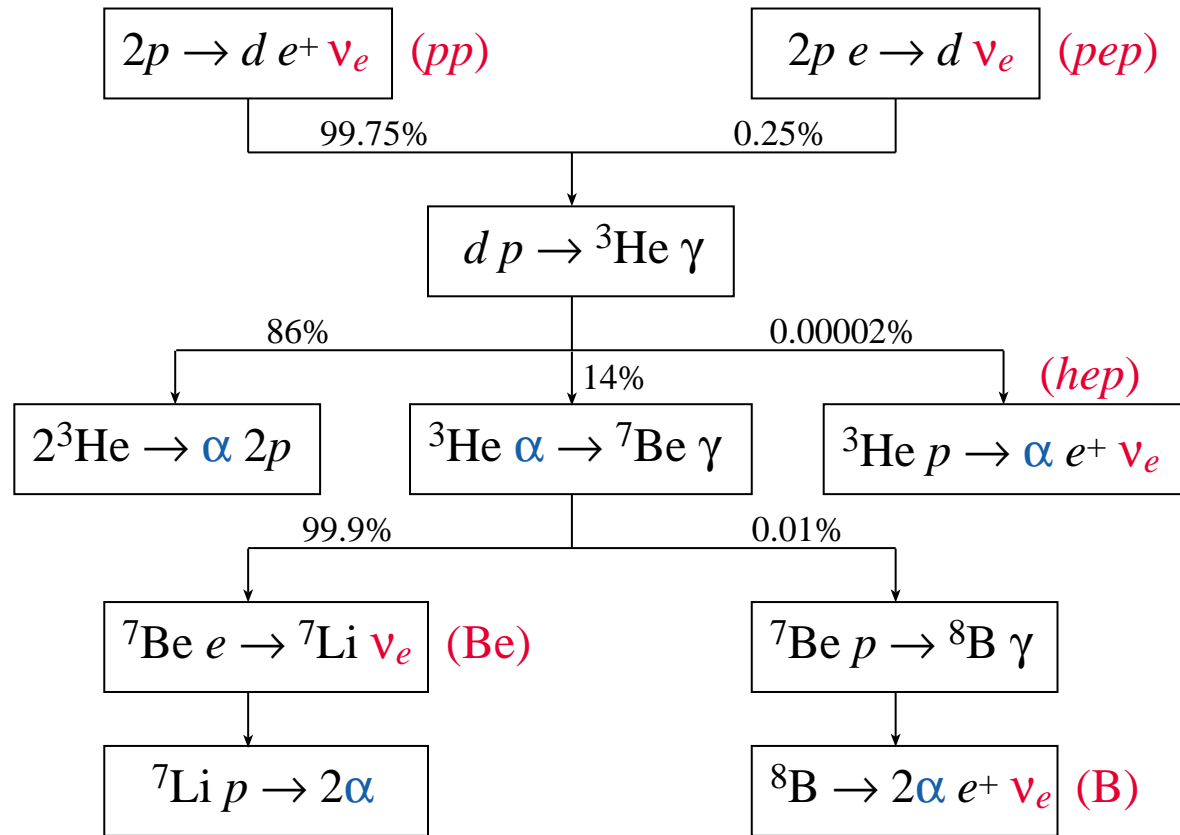 2p → d e⁺ νₑ (pp)
2p e → d νₑ (pep)
99.75%
0.25%
d p → ³He γ
86%
0.00002%
14%
(hep)
2³He → α 2p
³He α → ⁷Be γ
³He p → α e⁺ νₑ
99.9%
0.01%
⁷Be e → ⁷Li νₑ (Be)
⁷Be p → ⁸B γ
⁷Li p → 2α
⁸B → 2α e⁺ νₑ (B)